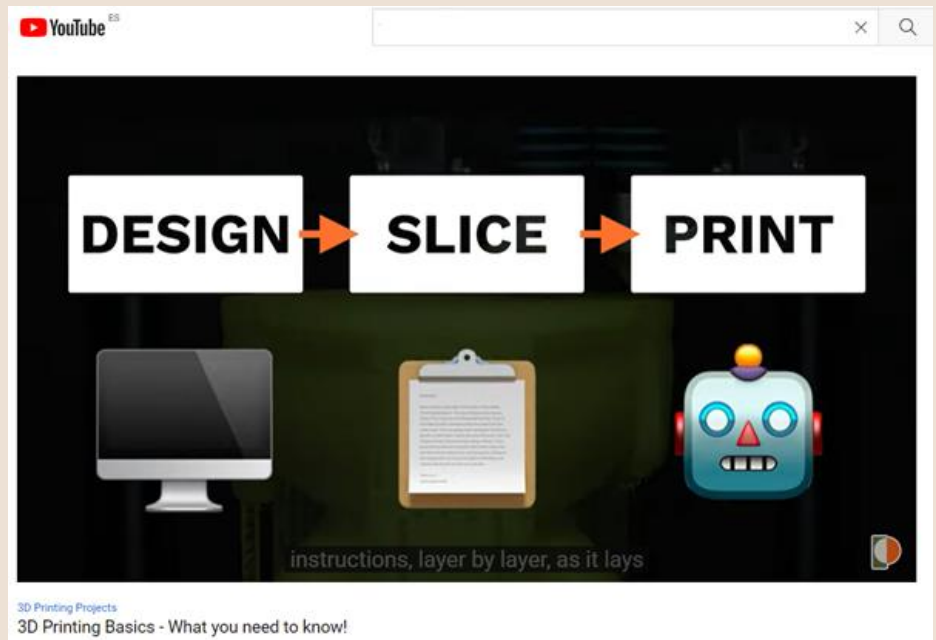 YouTube ES
DESIGN SLICE PRINT
instructions, layer by layer, as it lays
3D Printing Projects
3D Printing Basics - What you need to know!